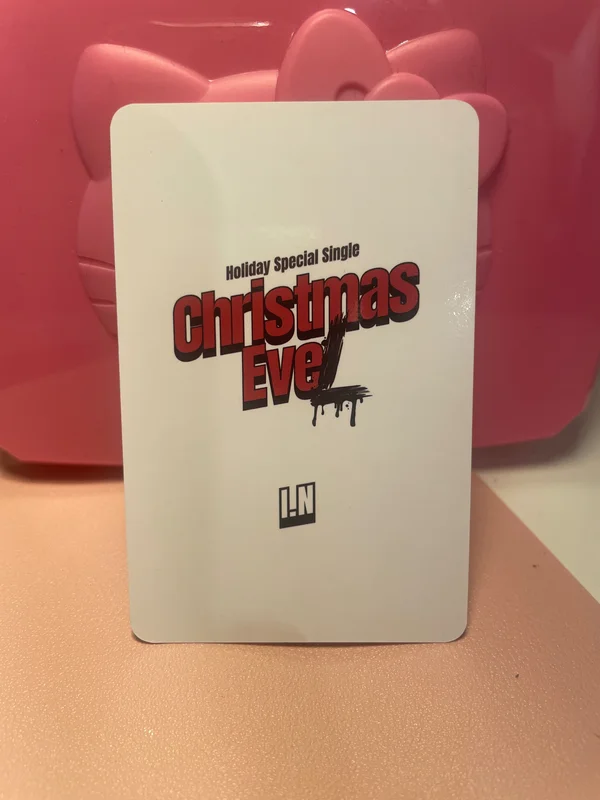 Holiday Special Single
Christmas
EveL
I.N